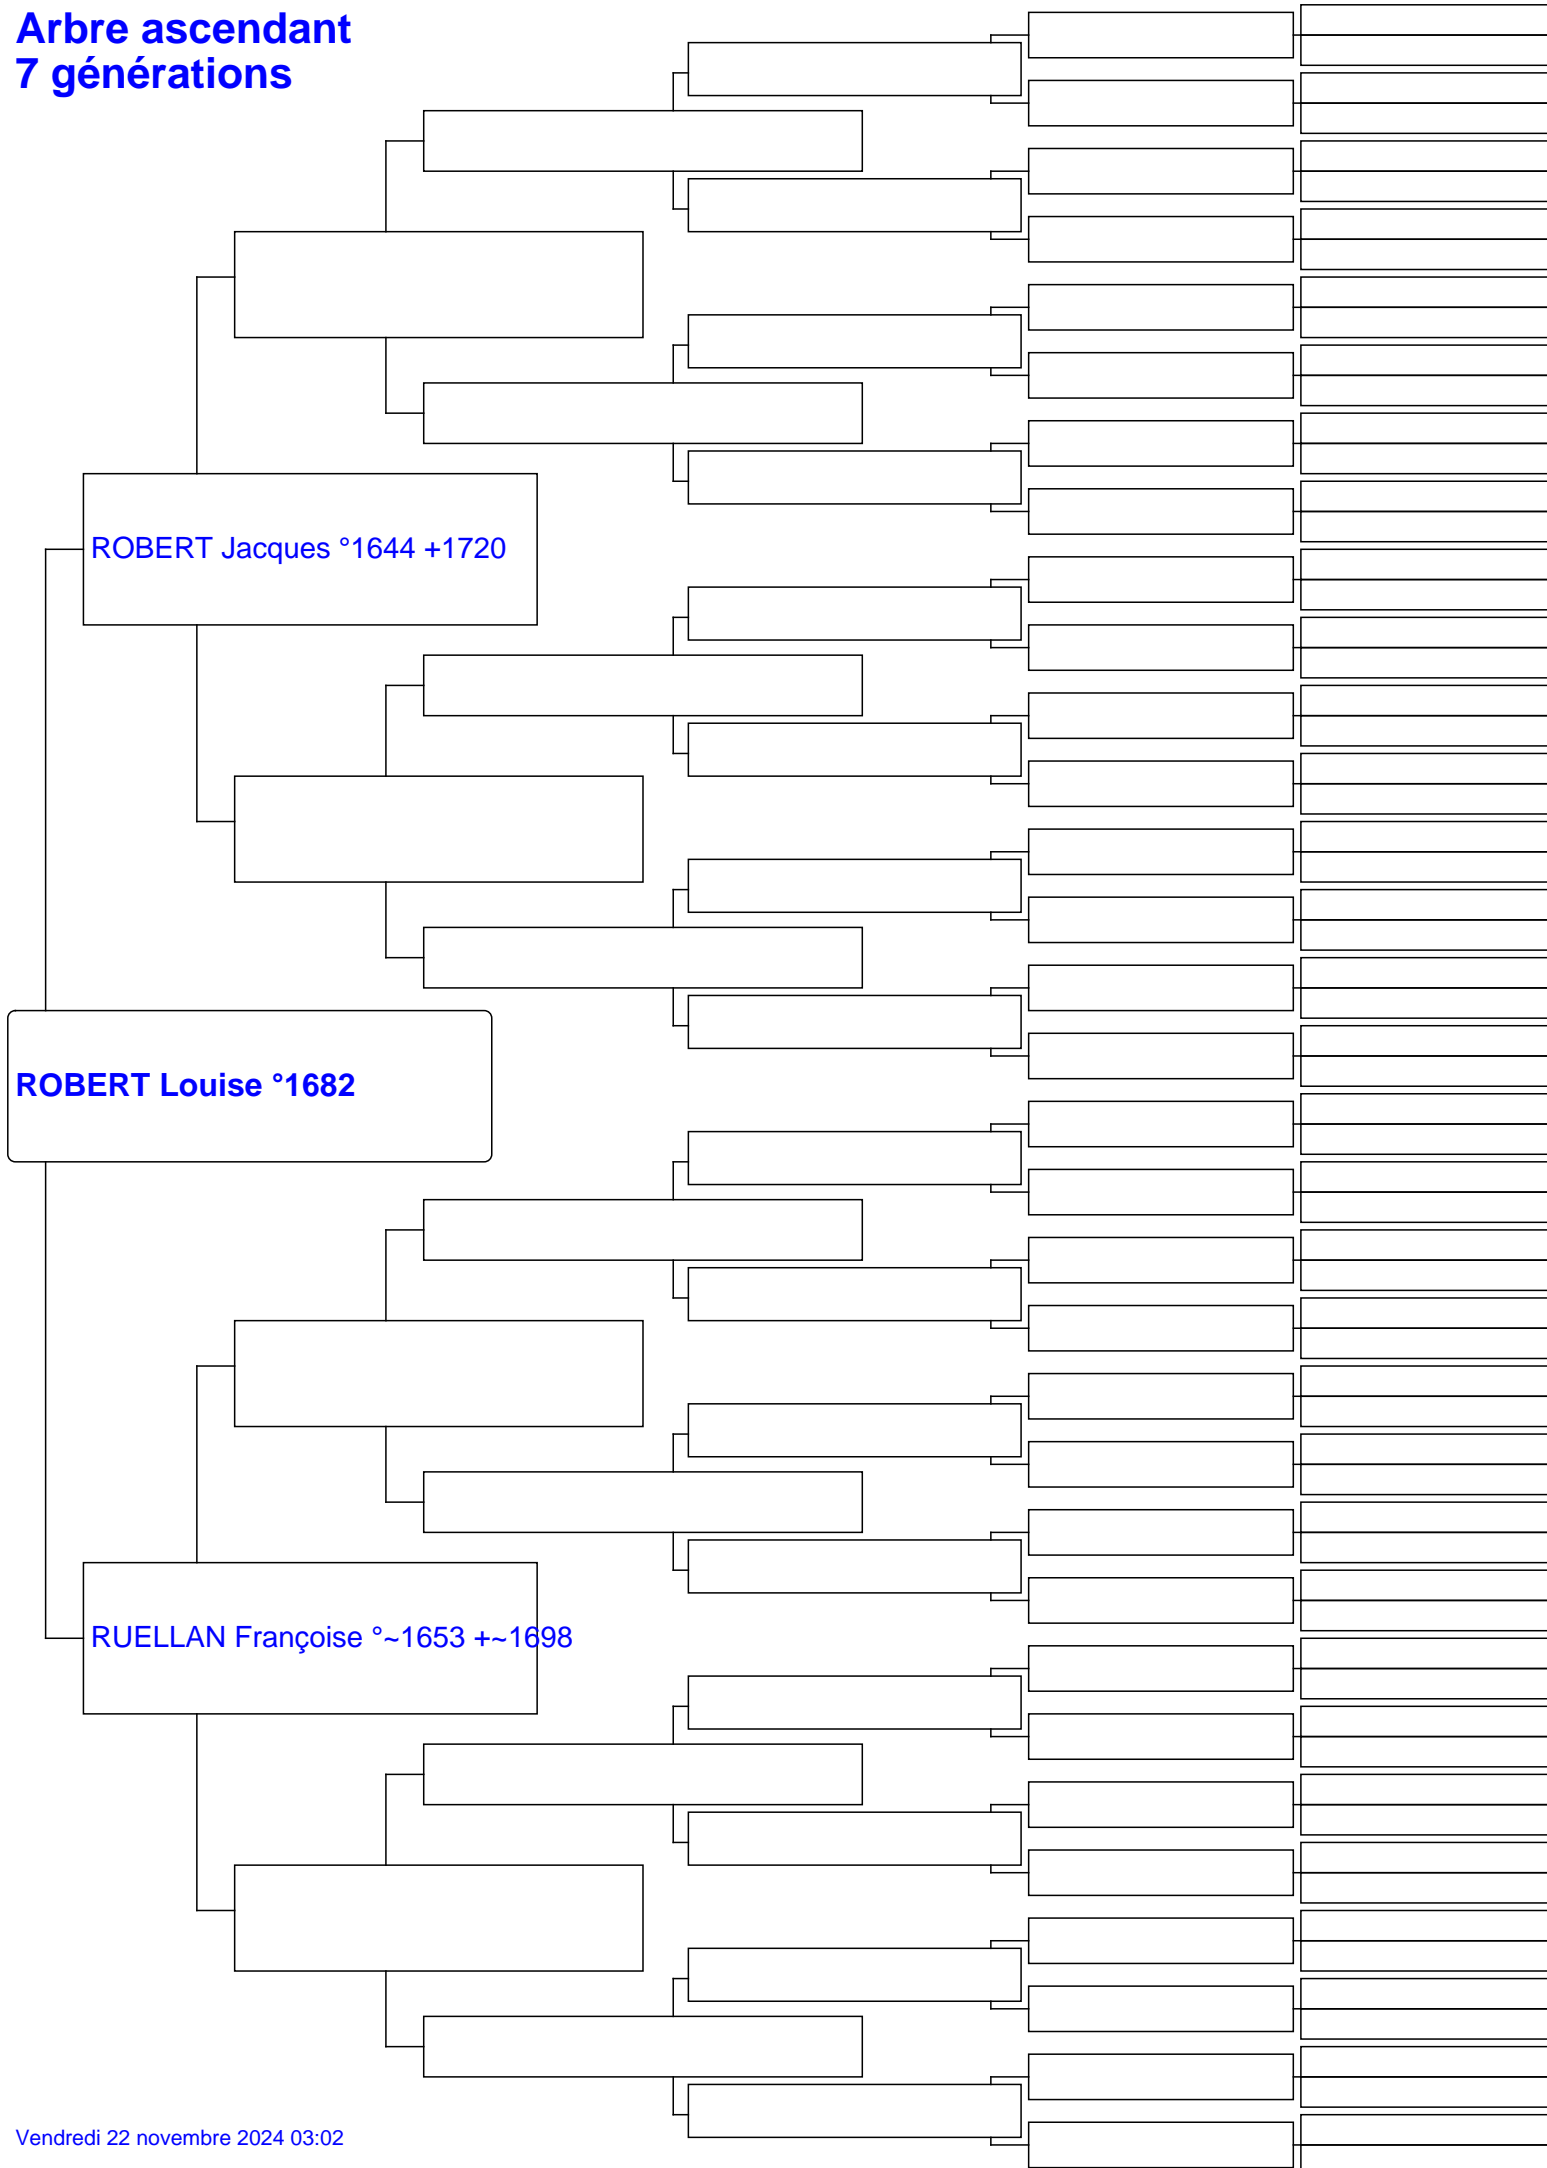 Arbre ascendant
7 générations
ROBERT Jacques °1644 +1720
ROBERT Louise °1682
RUELLAN Françoise °~1653 +~1698
Vendredi 22 novembre 2024 03:02